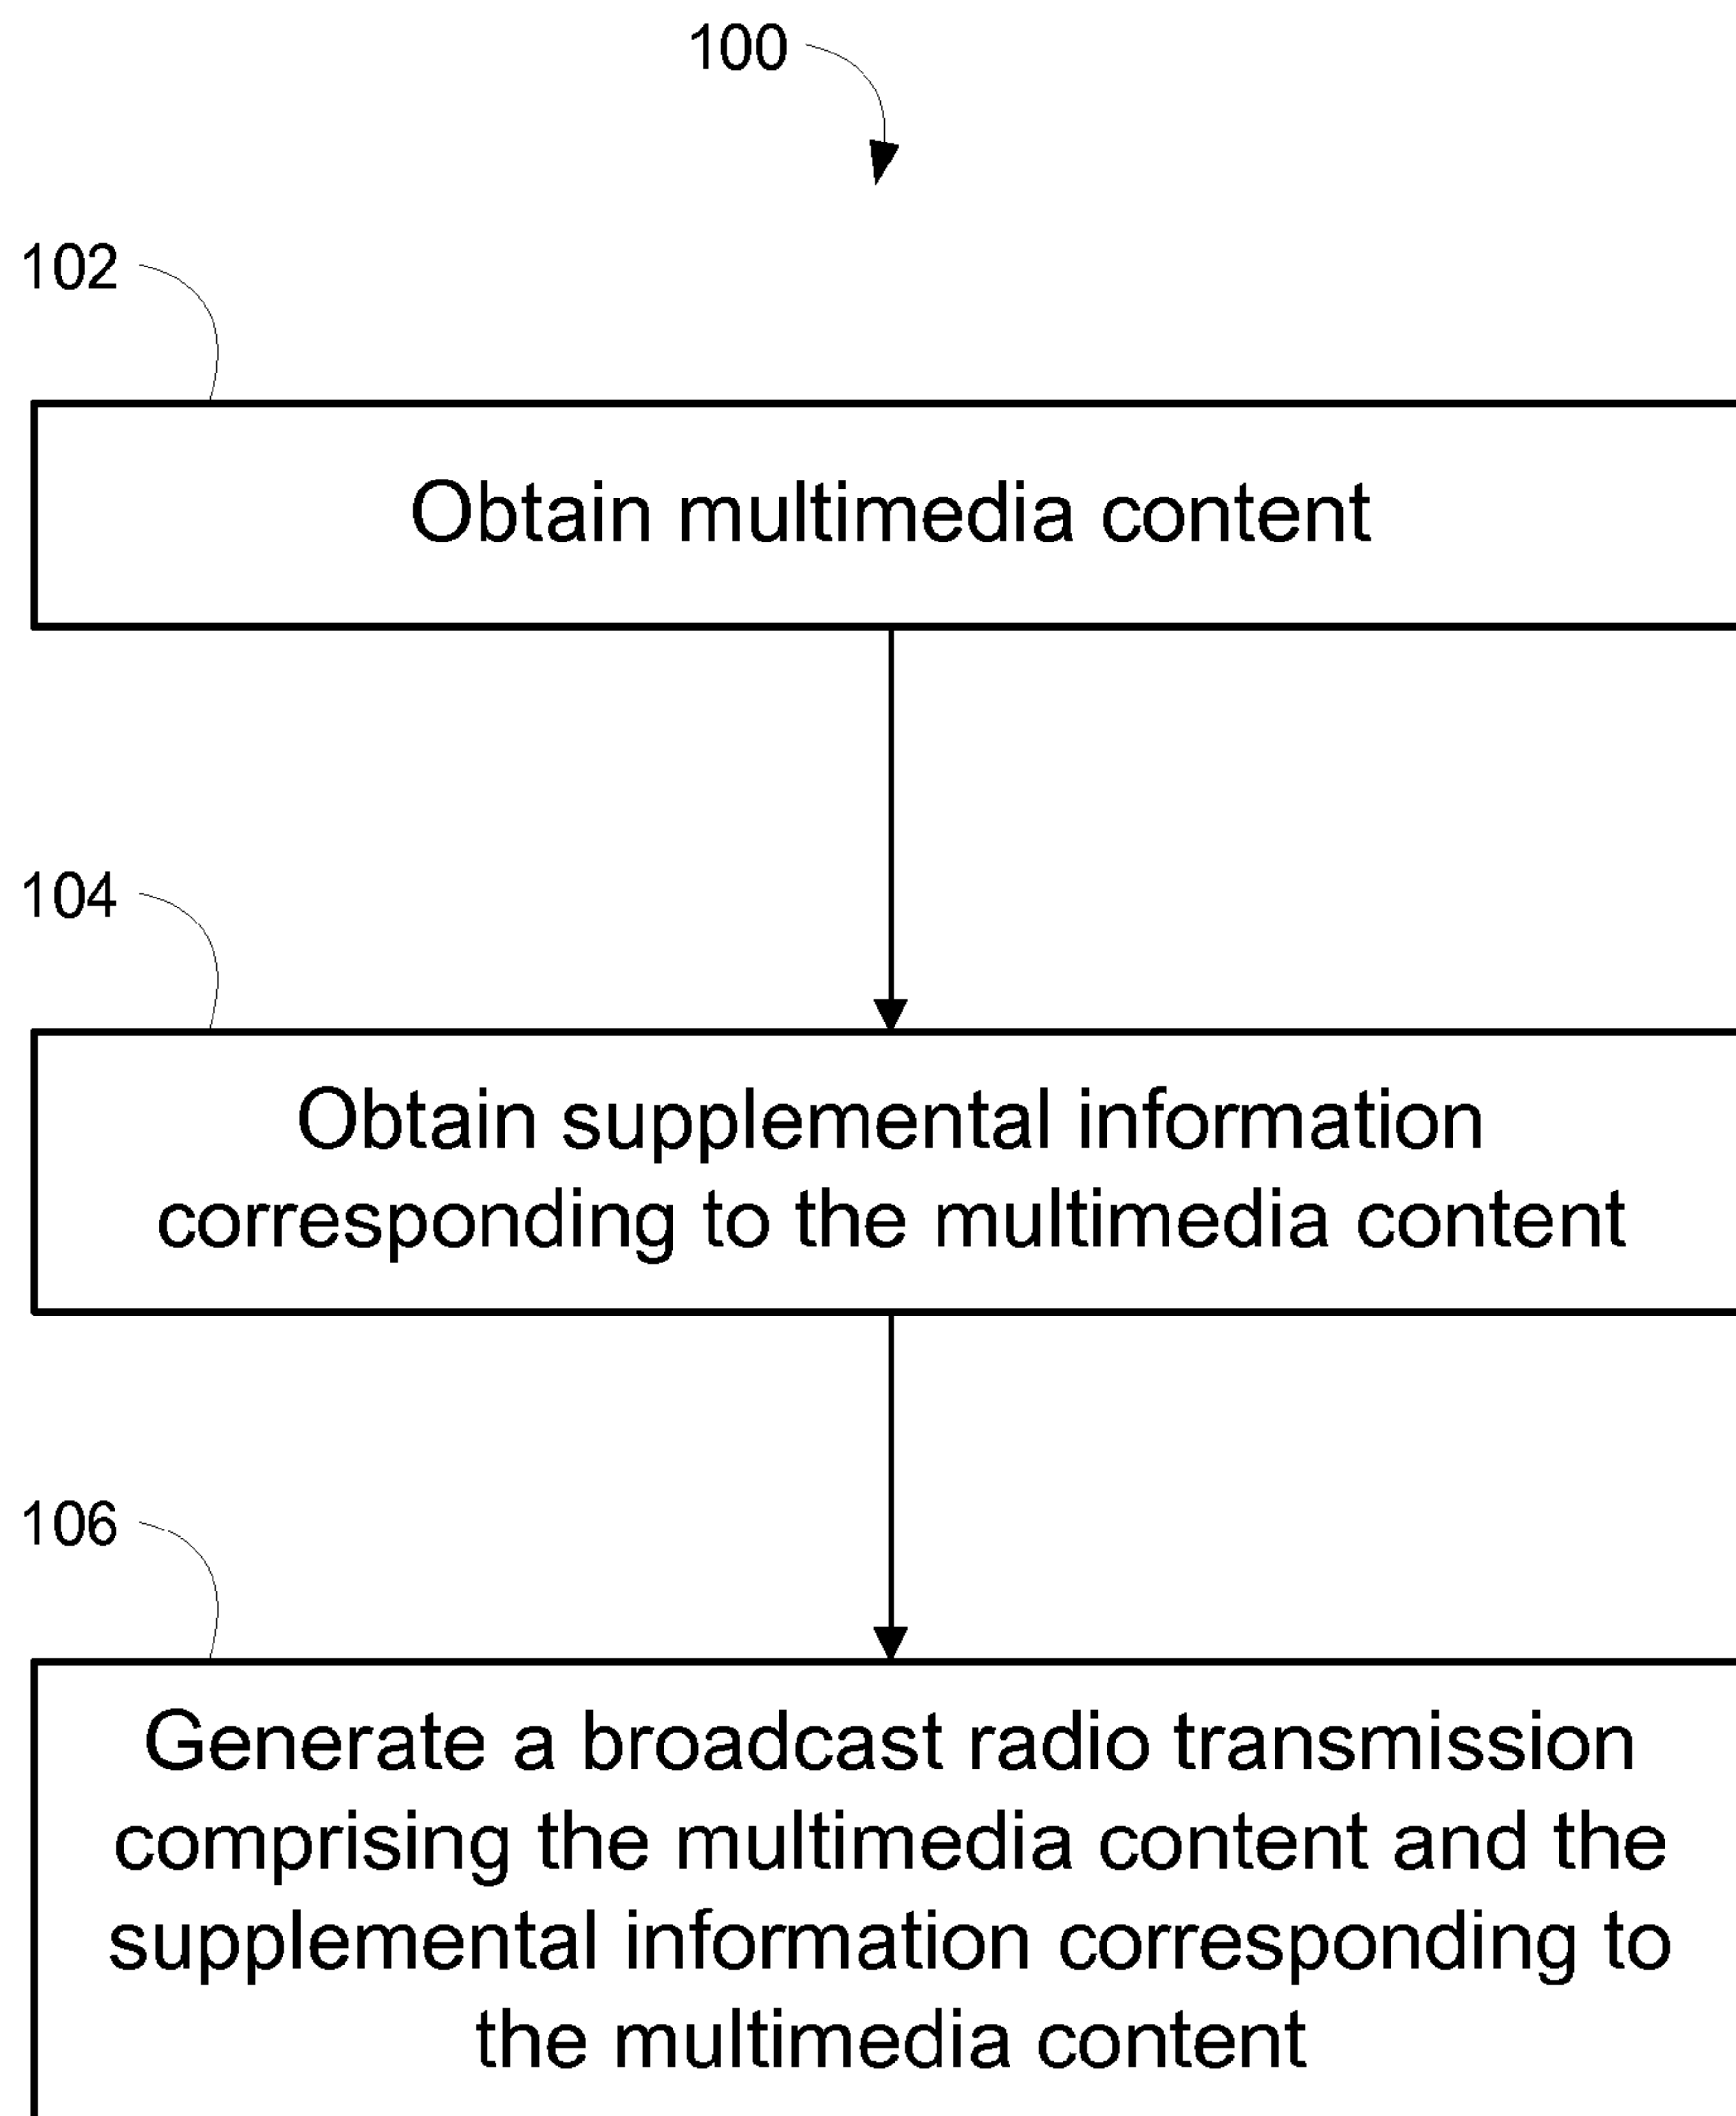 100
102
Obtain multimedia content
104
Obtain supplemental information
corresponding to the multimedia content
106
Generate a broadcast radio transmission
comprising the multimedia content and the
supplemental information corresponding to
the multimedia content